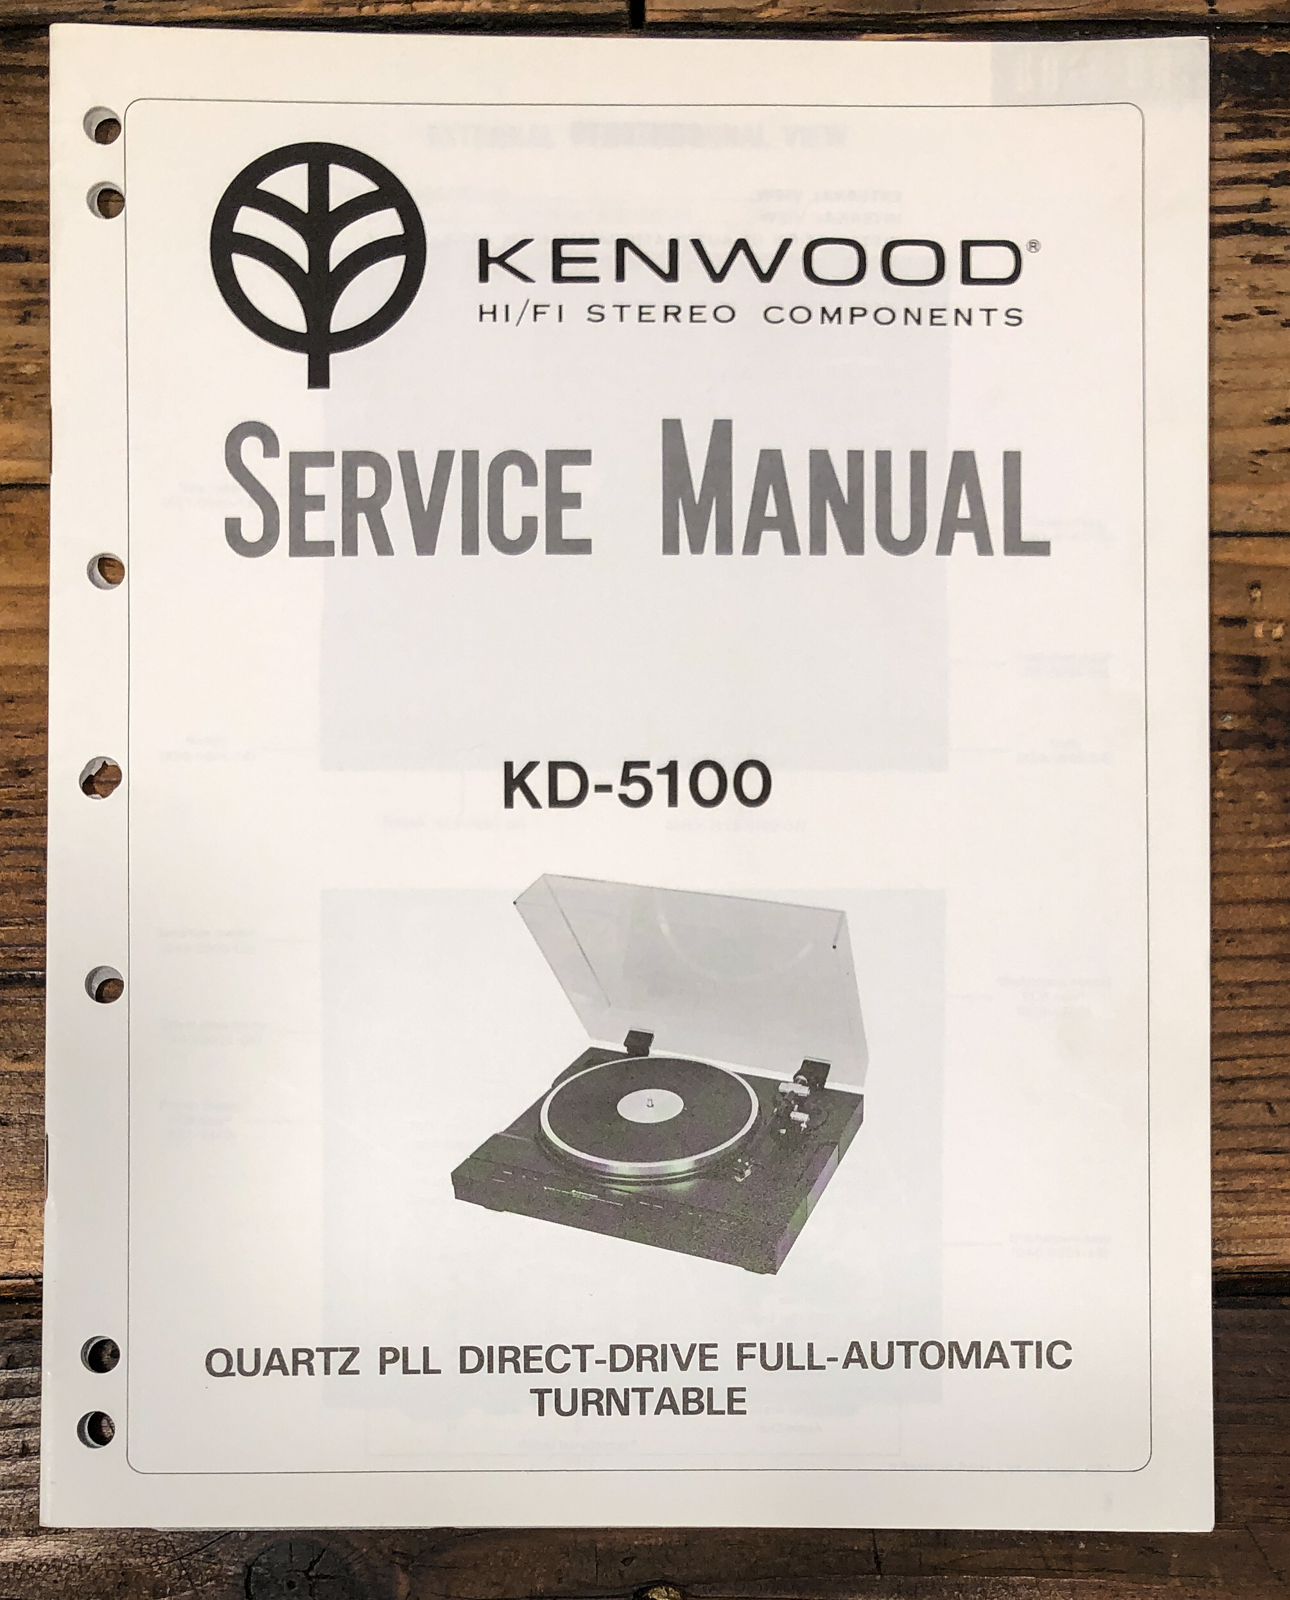 KENWOOD®
HI/FI STEREO COMPONENTS
SERVICE MANUAL
KD-5100
QUARTZ PLL DIRECT-DRIVE FULL-AUTOMATIC
TURNTABLE